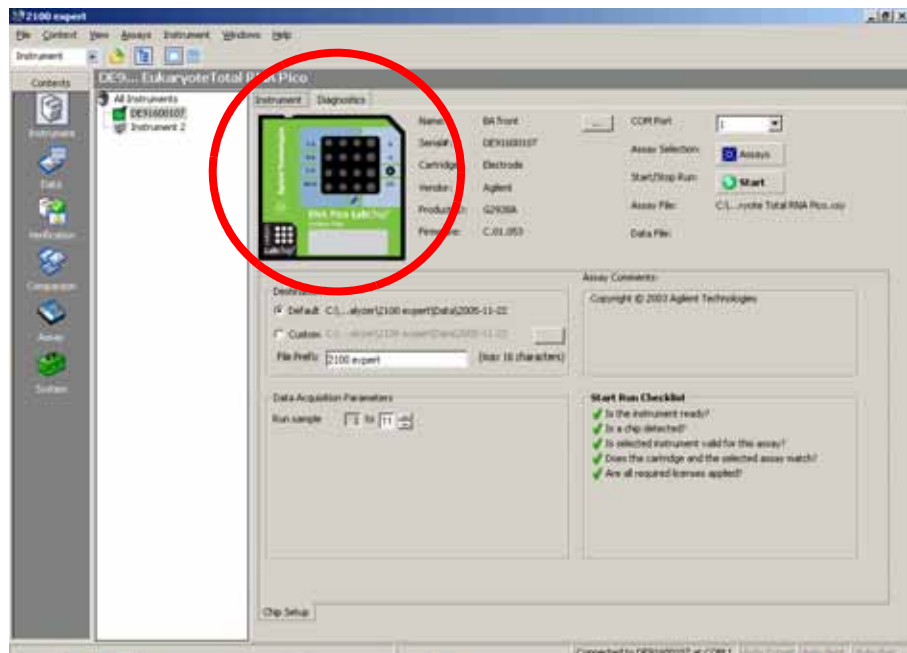 2100 expert
File Context View Assays Instrument Windows Help
Instrument
Contents
DE9... EukaryoteTotal RNA Pico
Instrument
Data
Verification
Comparison
Assay
System
All Instruments
DE91600107
Instrument 2
Instrument Diagnostics
RNA Pico LabChip
LabChip
Name: BA front ...
Serial#: DE91600107
Cartridge: Electrode
Vendor: Agilent
Product ID: G2938A
Firmware: C.01.053
COM Port 1
Assay Selection: Assays
Start/Stop Run: Start
Assay File: C:\...ryote Total RNA Pico.xsy
Data File:
Destination
Default C:\...alyzer\2100 expert\Data\2005-11-22
Custom
File Prefix 2100 expert (max 18 characters)
Data Acquisition Parameters
Run sample 1 to 11
Assay Comments:
Copyright © 2003 Agilent Technologies
Start Run Checklist
Is the instrument ready?
Is a chip detected?
Is selected instrument valid for this assay?
Does the cartridge and the selected assay match?
Are all required licenses applied?
Chip Setup
Connected to DE91600107 at COM 1